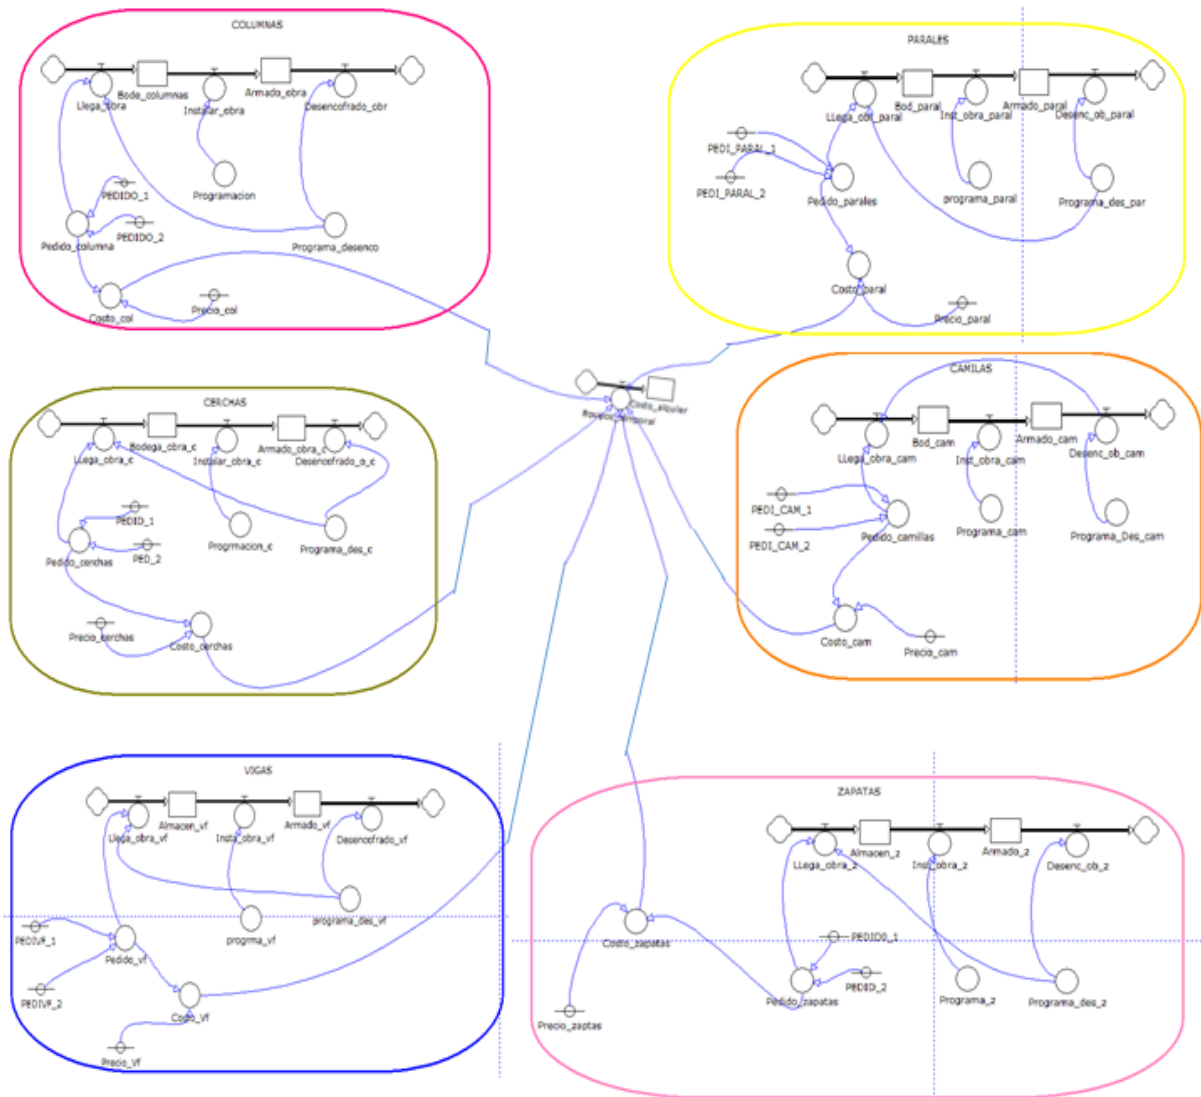 COLUMNAS
Bode_columnas
Armado_obra
Llega_obra
Instalar_obra
Desencofrado_obr
PEDIDO_1
Programacion
PEDIDO_2
Pedido_columna
Programa_desenco
Precio_col
Costo_col
PARALES
Bod_paral
Armado_paral
LLega_obr_paral
Inst_obra_paral
Desenc_ob_paral
PEDI_PARAL_1
PEDI_PARAL_2
Pedido_parales
programa_paral
Programa_des_par
Costo_paral
Precio_paral
Costo_alquiler
CERCHAS
Bodega_obra_c
Armado_obra_c
LLega_obra_c
Instalar_obra_c
Desencofrado_o_c
PEDID_1
Progrmacion_c
Programa_des_c
PED_2
Pedido_cerchas
Precio_cerchas
Costo_cerchas
CAMILAS
Bod_cam
Armado_cam
LLega_obra_cam
Inst_obra_cam
Desenc_ob_cam
PEDI_CAM_1
PEDI_CAM_2
Pedido_camillas
Programa_cam
Programa_Des_cam
Costo_cam
Precio_cam
VIGAS
Almacen_vf
Armado_vf
Llega_obra_vf
Insta_obra_vf
Desencofrado_vf
programa_des_vf
PEDIVF_1
progrma_vf
Pedido_vf
PEDIVF_2
Costo_Vf
Precio_Vf
ZAPATAS
Almacen_z
Armado_z
LLega_obra_z
Inst_obra_z
Desenc_ob_z
Costo_zapatas
PEDIDO_1
PEDID_2
Pedido_zapatas
Programa_z
Programa_des_z
Precio_zaptas